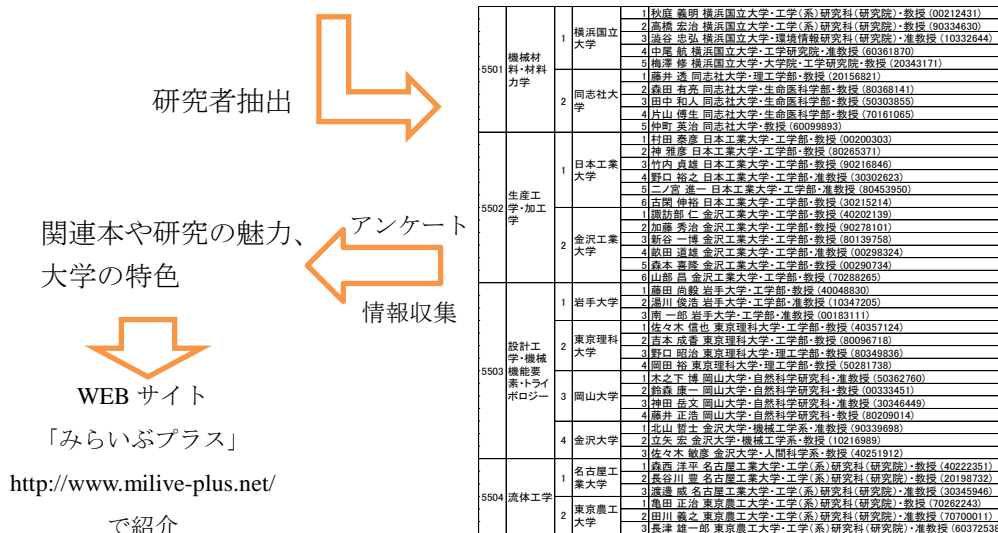 研究者抽出
関連本や研究の魅力、
大学の特色
アンケート
情報収集
WEB サイト
「みらいぶプラス」
http://www.milive-plus.net/
で紹介
5501 機械材料・材料力学
1 横浜国立大学
1 秋庭 義明 横浜国立大学・工学(系)研究科(研究院)・教授 (00212431)
2 高橋 宏治 横浜国立大学・工学(系)研究科(研究院)・教授 (90334630)
3 澁谷 忠弘 横浜国立大学・環境情報研究科(研究院)・准教授 (10332644)
4 中尾 航 横浜国立大学・工学研究院・准教授 (60361870)
5 梅澤 修 横浜国立大学・大学院・工学研究院・教授 (20343171)
2 同志社大学
1 藤井 透 同志社大学・理工学部・教授 (20156821)
2 森田 有亮 同志社大学・生命医科学部・教授 (80368141)
3 田中 和人 同志社大学・生命医科学部・教授 (50303855)
4 片山 傳生 同志社大学・生命医科学部・教授 (70161065)
5 仲町 英治 同志社大学・教授 (60099893)
5502 生産工学・加工学
1 日本工業大学
1 村田 泰彦 日本工業大学・工学部・教授 (00200303)
2 神 雅彦 日本工業大学・工学部・教授 (80265371)
3 竹内 貞雄 日本工業大学・工学部・教授 (90216846)
4 野口 裕之 日本工業大学・工学部・准教授 (30302623)
5 二ノ宮 進一 日本工業大学・工学部・准教授 (80453950)
6 古閑 伸裕 日本工業大学・工学部・教授 (30215214)
2 金沢工業大学
1 諏訪部 仁 金沢工業大学・工学部・教授 (40202139)
2 加藤 秀治 金沢工業大学・工学部・教授 (90278101)
3 新谷 一博 金沢工業大学・工学部・教授 (80139758)
4 畝田 道雄 金沢工業大学・工学部・准教授 (00298324)
5 森本 喜隆 金沢工業大学・工学部・教授 (00290734)
6 山部 昌 金沢工業大学・工学部・教授 (70288265)
5503 設計工学・機械機能要素・トライボロジー
1 岩手大学
1 藤田 尚毅 岩手大学・工学部・教授 (40048830)
2 湯川 俊浩 岩手大学・工学部・准教授 (10347205)
3 南 一郎 岩手大学・工学部・准教授 (00183111)
2 東京理科大学
1 佐々木 信也 東京理科大学・工学部・教授 (40357124)
2 吉本 成香 東京理科大学・工学部・教授 (80096718)
3 野口 昭治 東京理科大学・理工学部・教授 (80349836)
4 岡田 裕 東京理科大学・理工学部・教授 (50281738)
3 岡山大学
1 木之下 博 岡山大学・自然科学研究科・准教授 (50362760)
2 鈴森 康一 岡山大学・自然科学研究科・教授 (00333451)
3 神田 岳文 岡山大学・自然科学研究科・准教授 (30346449)
4 藤井 正浩 岡山大学・自然科学研究科・教授 (80209014)
4 金沢大学
1 北山 哲士 金沢大学・機械工学系・准教授 (90339698)
2 立矢 宏 金沢大学・機械工学系・教授 (10216989)
3 佐々木 敏彦 金沢大学・人間科学系・教授 (40251912)
5504 流体工学
1 名古屋工業大学
1 森西 洋平 名古屋工業大学・工学(系)研究科(研究院)・教授 (40222351)
2 長谷川 豊 名古屋工業大学・工学(系)研究科(研究院)・教授 (20198732)
3 渡邊 威 名古屋工業大学・工学(系)研究科(研究院)・准教授 (30345946)
2 東京農工大学
1 亀田 正治 東京農工大学・工学(系)研究科(研究院)・教授 (70262243)
2 田川 義之 東京農工大学・工学(系)研究科(研究院)・准教授 (70700011)
3 長津 雄一郎 東京農工大学・工学(系)研究科(研究院)・准教授 (60372538